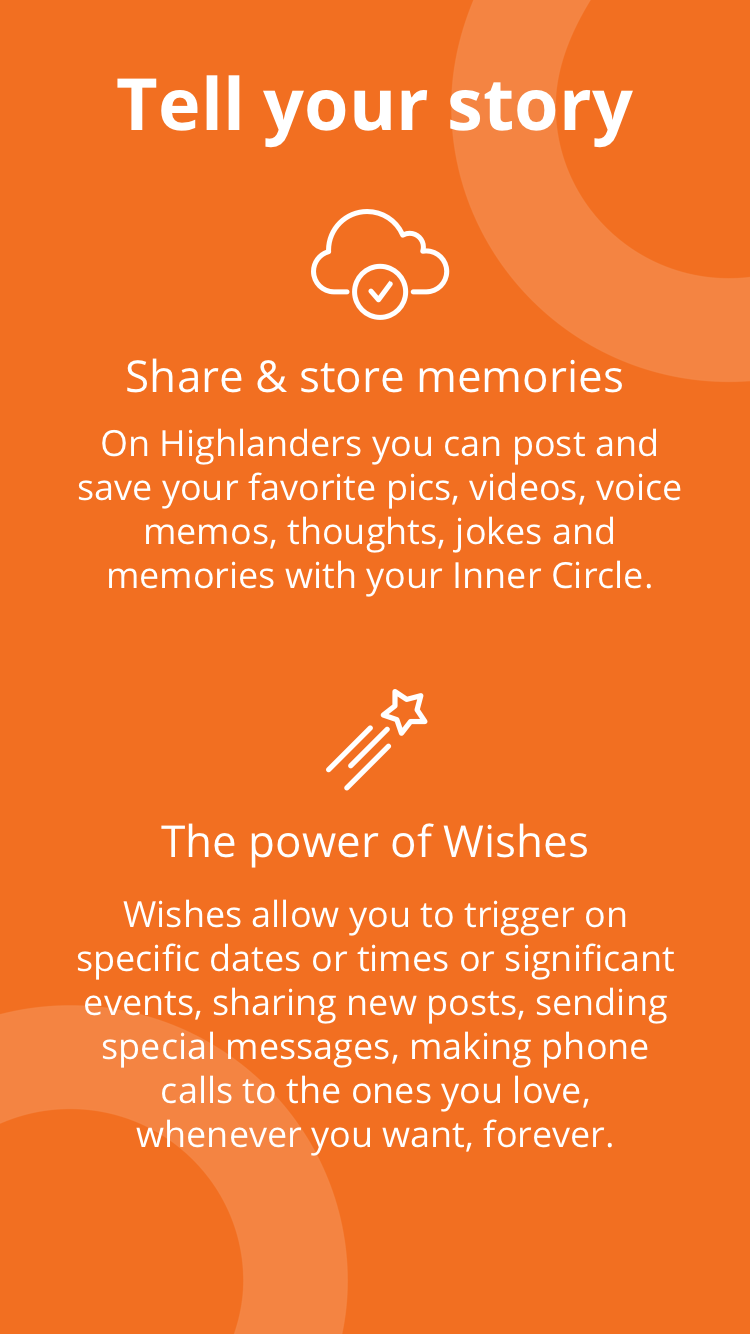 Tell your story
Share & store memories
On Highlanders you can post and
save your favorite pics, videos, voice
memos, thoughts, jokes and
memories with your Inner Circle.
The power of Wishes
Wishes allow you to trigger on
specific dates or times or significant
events, sharing new posts, sending
special messages, making phone
calls to the ones you love,
whenever you want, forever.